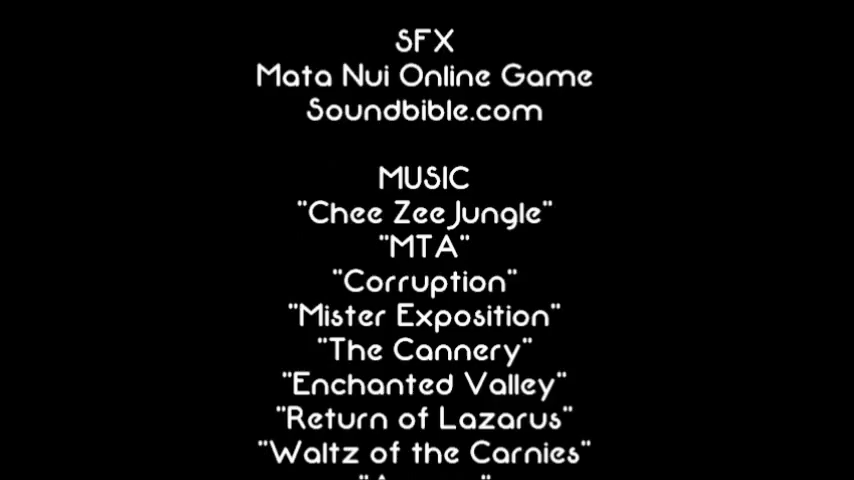 SFX
Mata Nui Online Game
Soundbible.com
MUSIC
"Chee Zee Jungle"
"MTA"
"Corruption"
"Mister Exposition"
"The Cannery"
"Enchanted Valley"
"Return of Lazarus"
"Waltz of the Carnies"